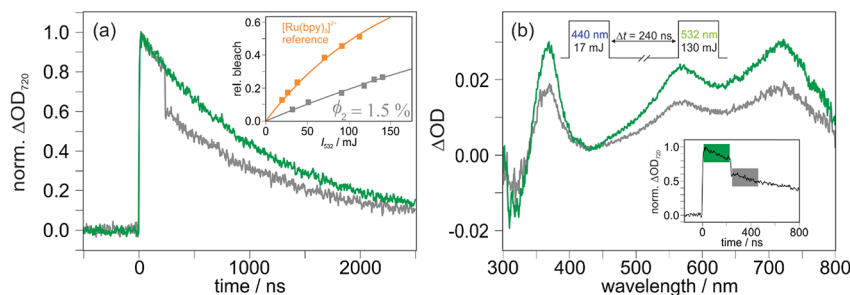 (a)
norm. ΔOD720
1.0
0.8
0.6
0.4
0.2
0.0
0
1000
2000
time / ns
rel. bleach
0.6
0.4
0.2
0.0
[Ru(bpy)3]2+
reference
ϕ2 = 1.5 %
0
50
100
150
I532 / mJ
(b)
440 nm
17 mJ
Δt = 240 ns
532 nm
130 mJ
ΔOD
0.02
0.00
-0.02
300
400
500
600
700
800
wavelength / nm
norm. ΔOD720
1.0
0.5
0.0
0
400
800
time / ns